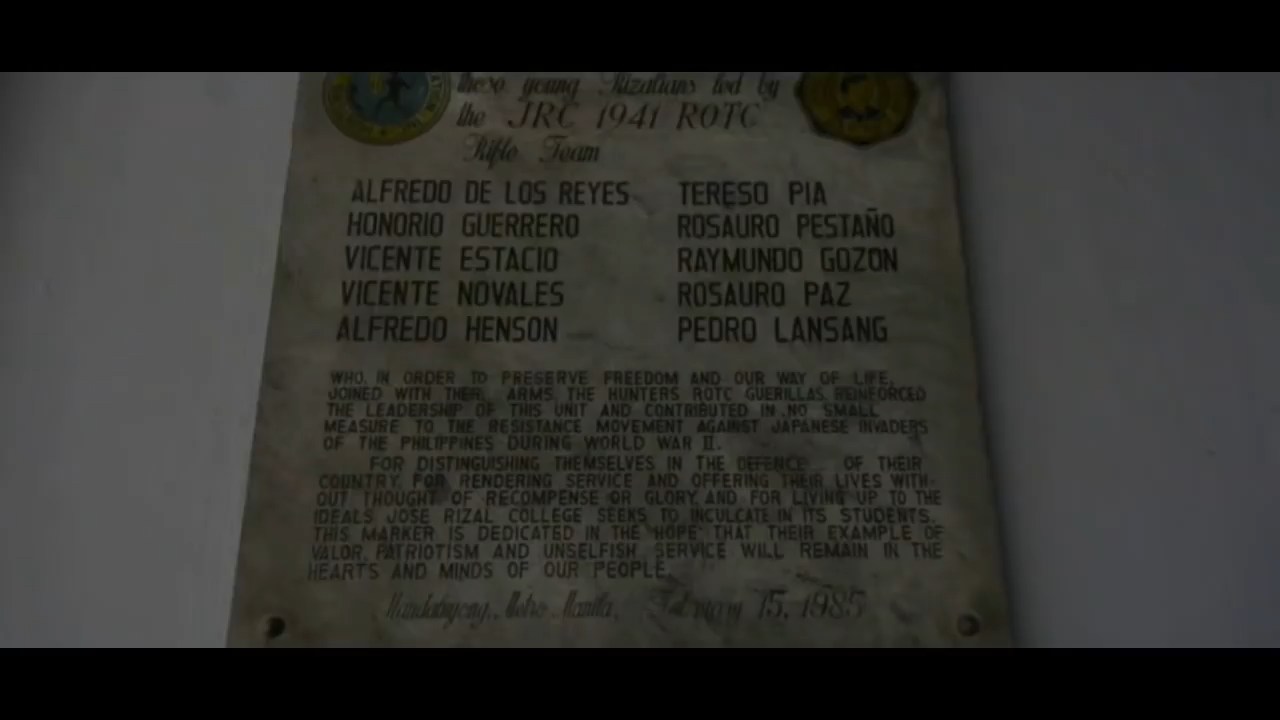 these young Rizalians led by
the JRC 1941 ROTC
Rifle Team
ALFREDO DE LOS REYES TERESO PIA
HONORIO GUERRERO ROSAURO PESTAÑO
VICENTE ESTACIO RAYMUNDO GOZON
VICENTE NOVALES ROSAURO PAZ
ALFREDO HENSON PEDRO LANSANG
WHO, IN ORDER TO PRESERVE FREEDOM AND OUR WAY OF LIFE,
JOINED WITH THEIR ARMS THE HUNTERS ROTC GUERILLAS, REINFORCED
THE LEADERSHIP OF THIS UNIT AND CONTRIBUTED IN NO SMALL
MEASURE TO THE RESISTANCE MOVEMENT AGAINST JAPANESE INVADERS
OF THE PHILIPPINES DURING WORLD WAR II.
FOR DISTINGUISHING THEMSELVES IN THE DEFENCE OF THEIR
COUNTRY, FOR RENDERING SERVICE AND OFFERING THEIR LIVES WITH-
OUT THOUGHT OF RECOMPENSE OR GLORY, AND FOR LIVING UP TO THE
IDEALS JOSE RIZAL COLLEGE SEEKS TO INCULCATE IN ITS STUDENTS.
THIS MARKER IS DEDICATED IN THE HOPE THAT THEIR EXAMPLE OF
VALOR, PATRIOTISM AND UNSELFISH SERVICE WILL REMAIN IN THE
HEARTS AND MINDS OF OUR PEOPLE.
Mandaluyong, Metro Manila, February 15, 1985